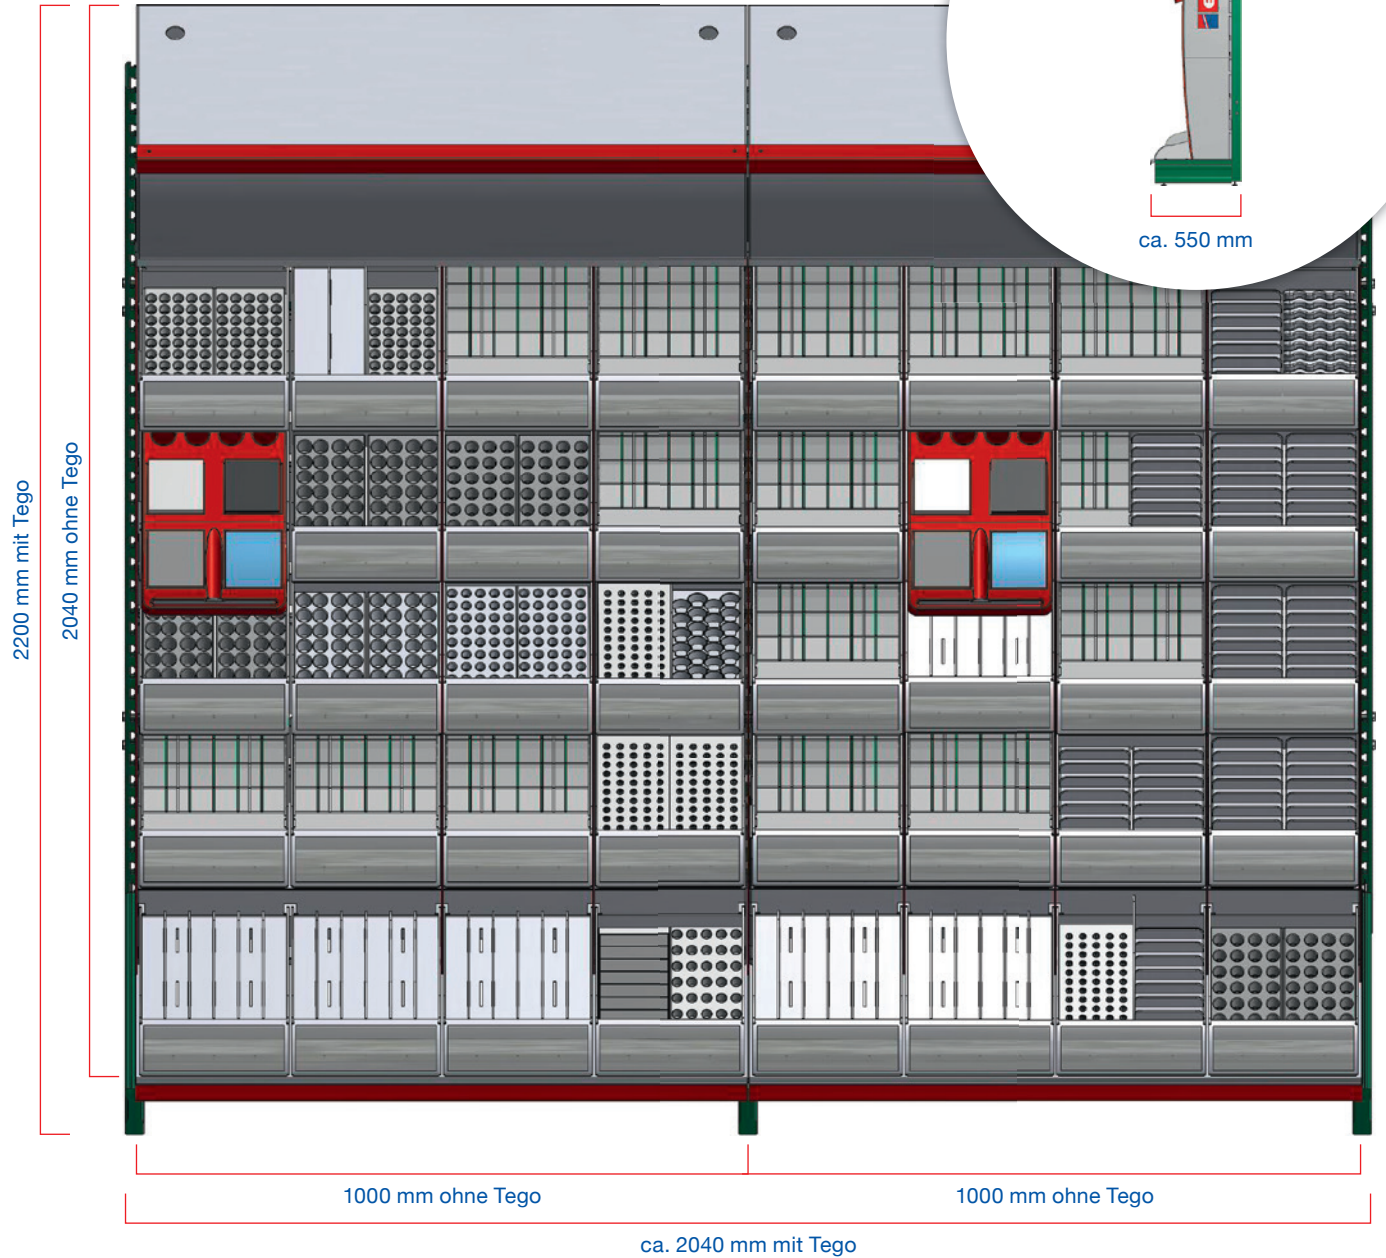 ca. 550 mm
2200 mm mit Tego
2040 mm ohne Tego
1000 mm ohne Tego
1000 mm ohne Tego
ca. 2040 mm mit Tego